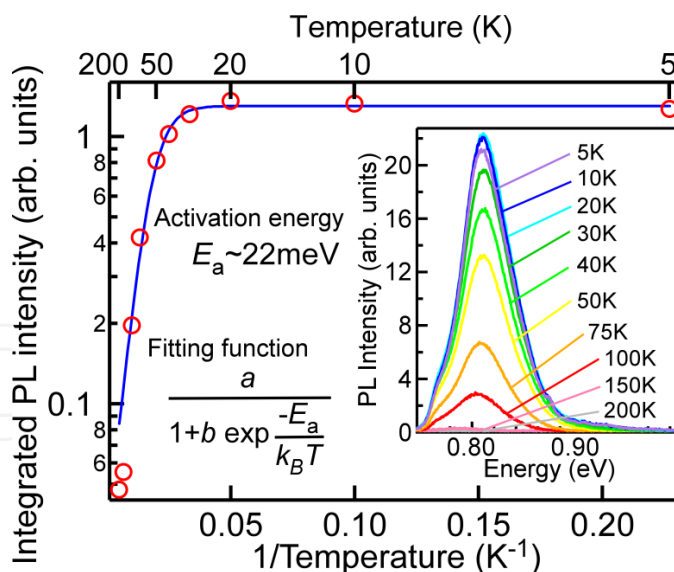 Temperature (K)
200 50 20 10 5
Integrated PL intensity (arb. units)
1
8
6
4
2
0.1
8
6
Activation energy
Eₐ~22meV
Fitting function
a
1+b exp -Eₐ
k_B T
PL Intensity (arb. units)
20
16
12
8
4
0
5K
10K
20K
30K
40K
50K
75K
100K
150K
200K
0.80 0.90
Energy (eV)
0.05 0.10 0.15 0.20
1/Temperature (K⁻¹)